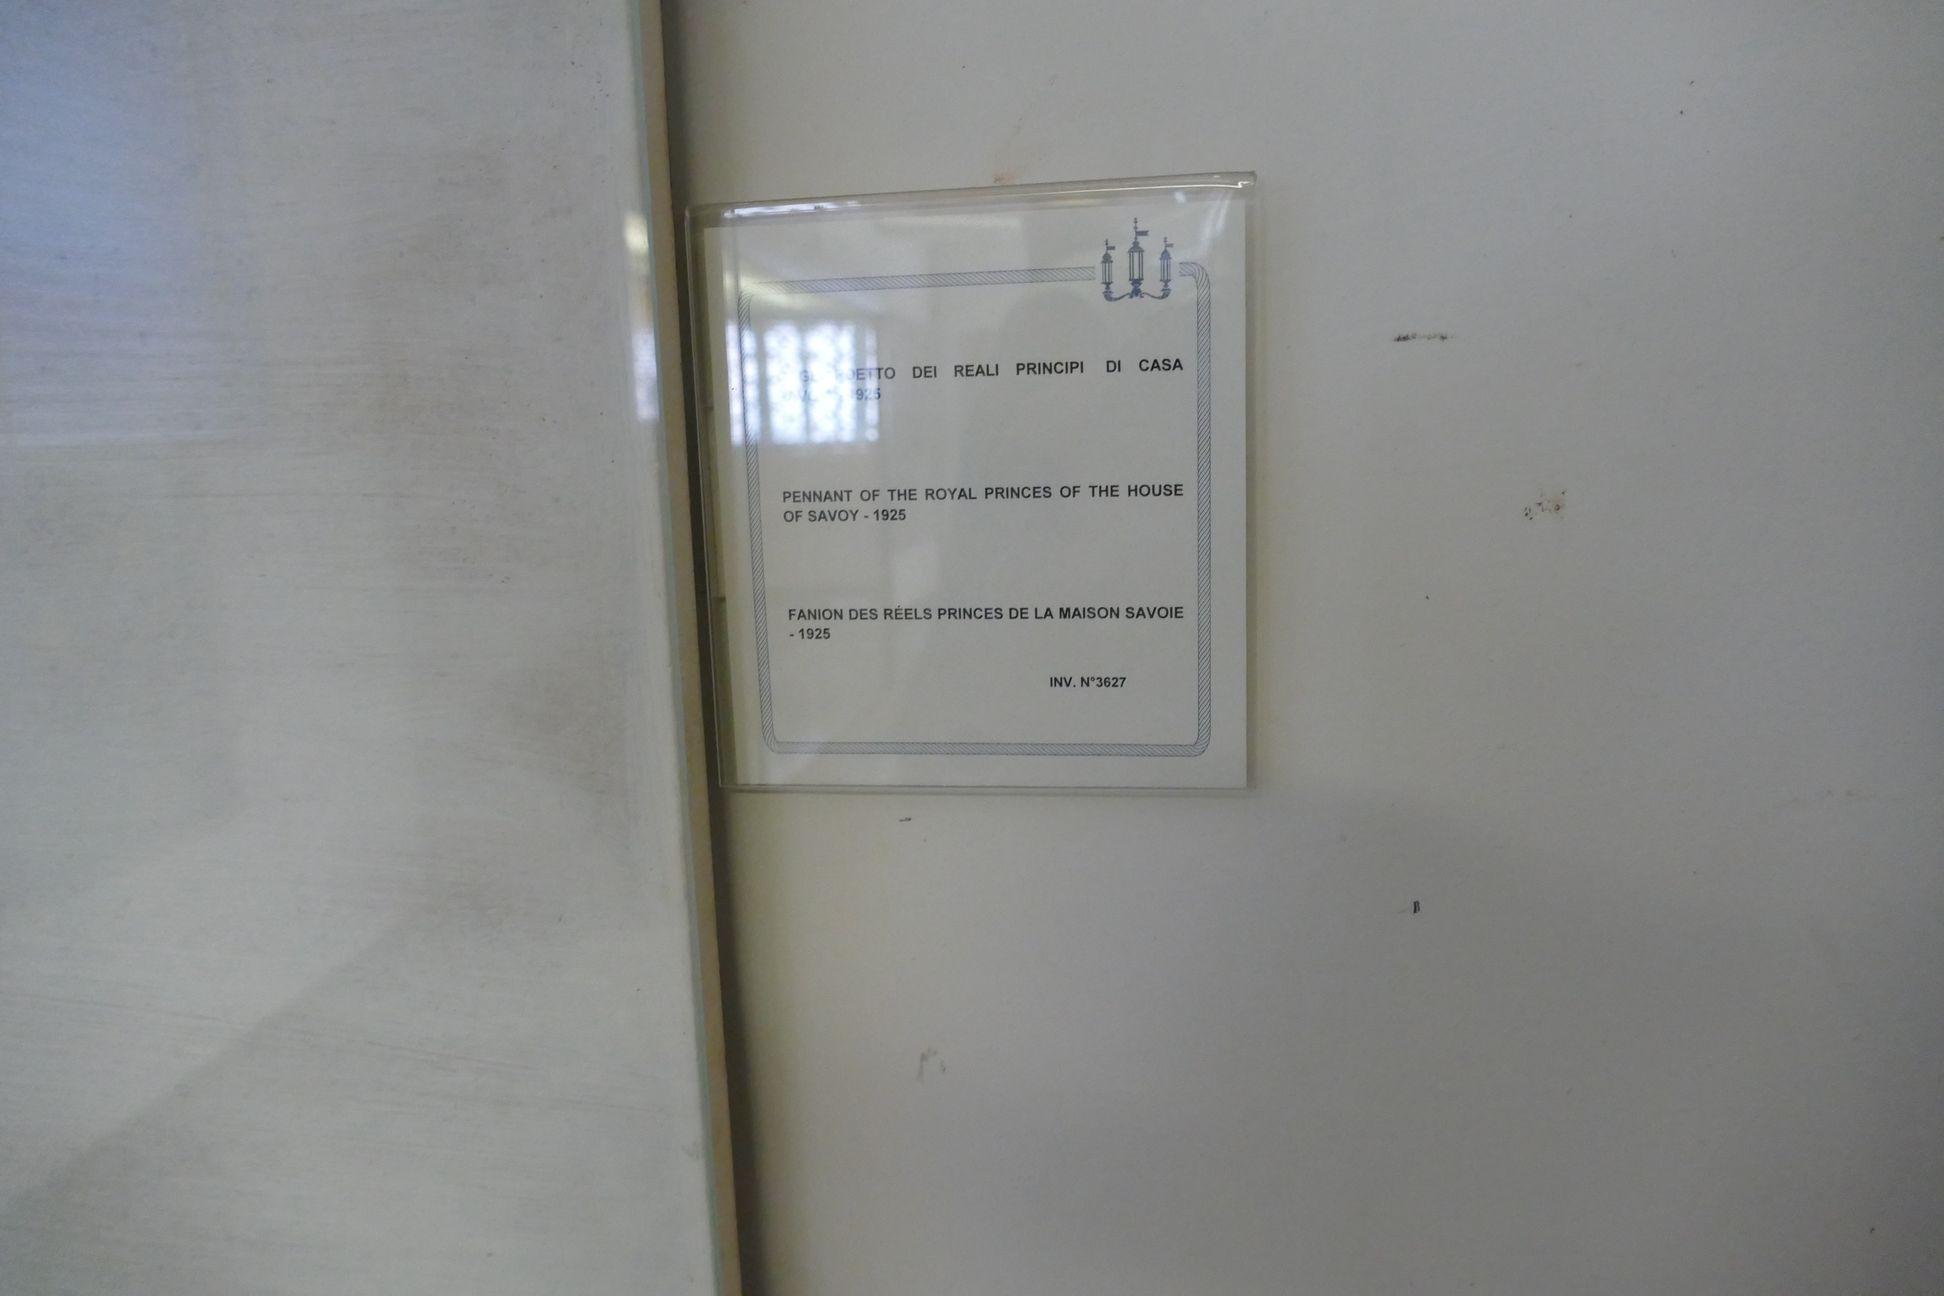 DEI REALI PRINCIPI DI CASA
1925
PENNANT OF THE ROYAL PRINCES OF THE HOUSE
OF SAVOY - 1925
FANION DES RÉELS PRINCES DE LA MAISON SAVOIE
- 1925
INV. N°3627